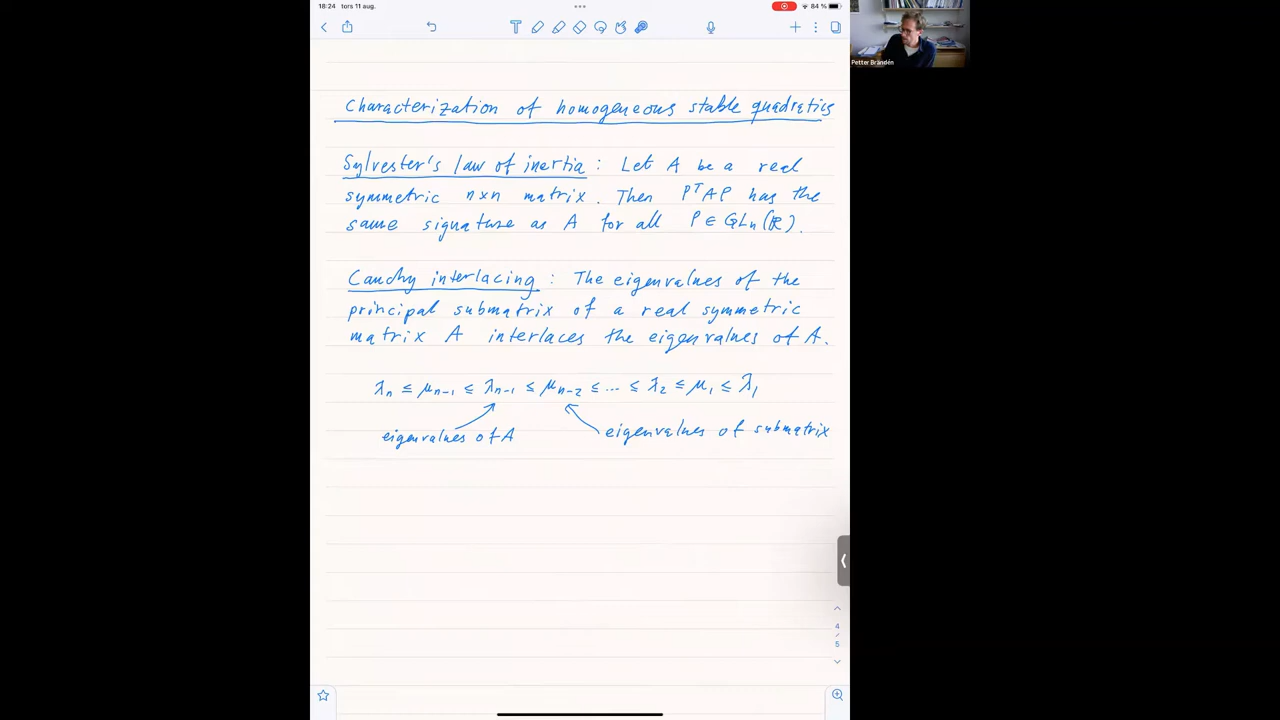 18:24 tors 11 aug.
84 %
Petter Brändén
Characterization of homogeneous stable quadratics
Sylvester's law of inertia : Let A be a real
symmetric n×n matrix. Then PᵀAP has the
same signature as A for all P ∈ GLₙ(ℝ).
Cauchy interlacing : The eigenvalues of the
principal submatrix of a real symmetric
matrix A interlaces the eigenvalues of A.
λₙ ≤ μₙ₋₁ ≤ λₙ₋₁ ≤ μₙ₋₂ ≤ ... ≤ λ₂ ≤ μ₁ ≤ λ₁
eigenvalues of A
eigenvalues of submatrix
4
/
5